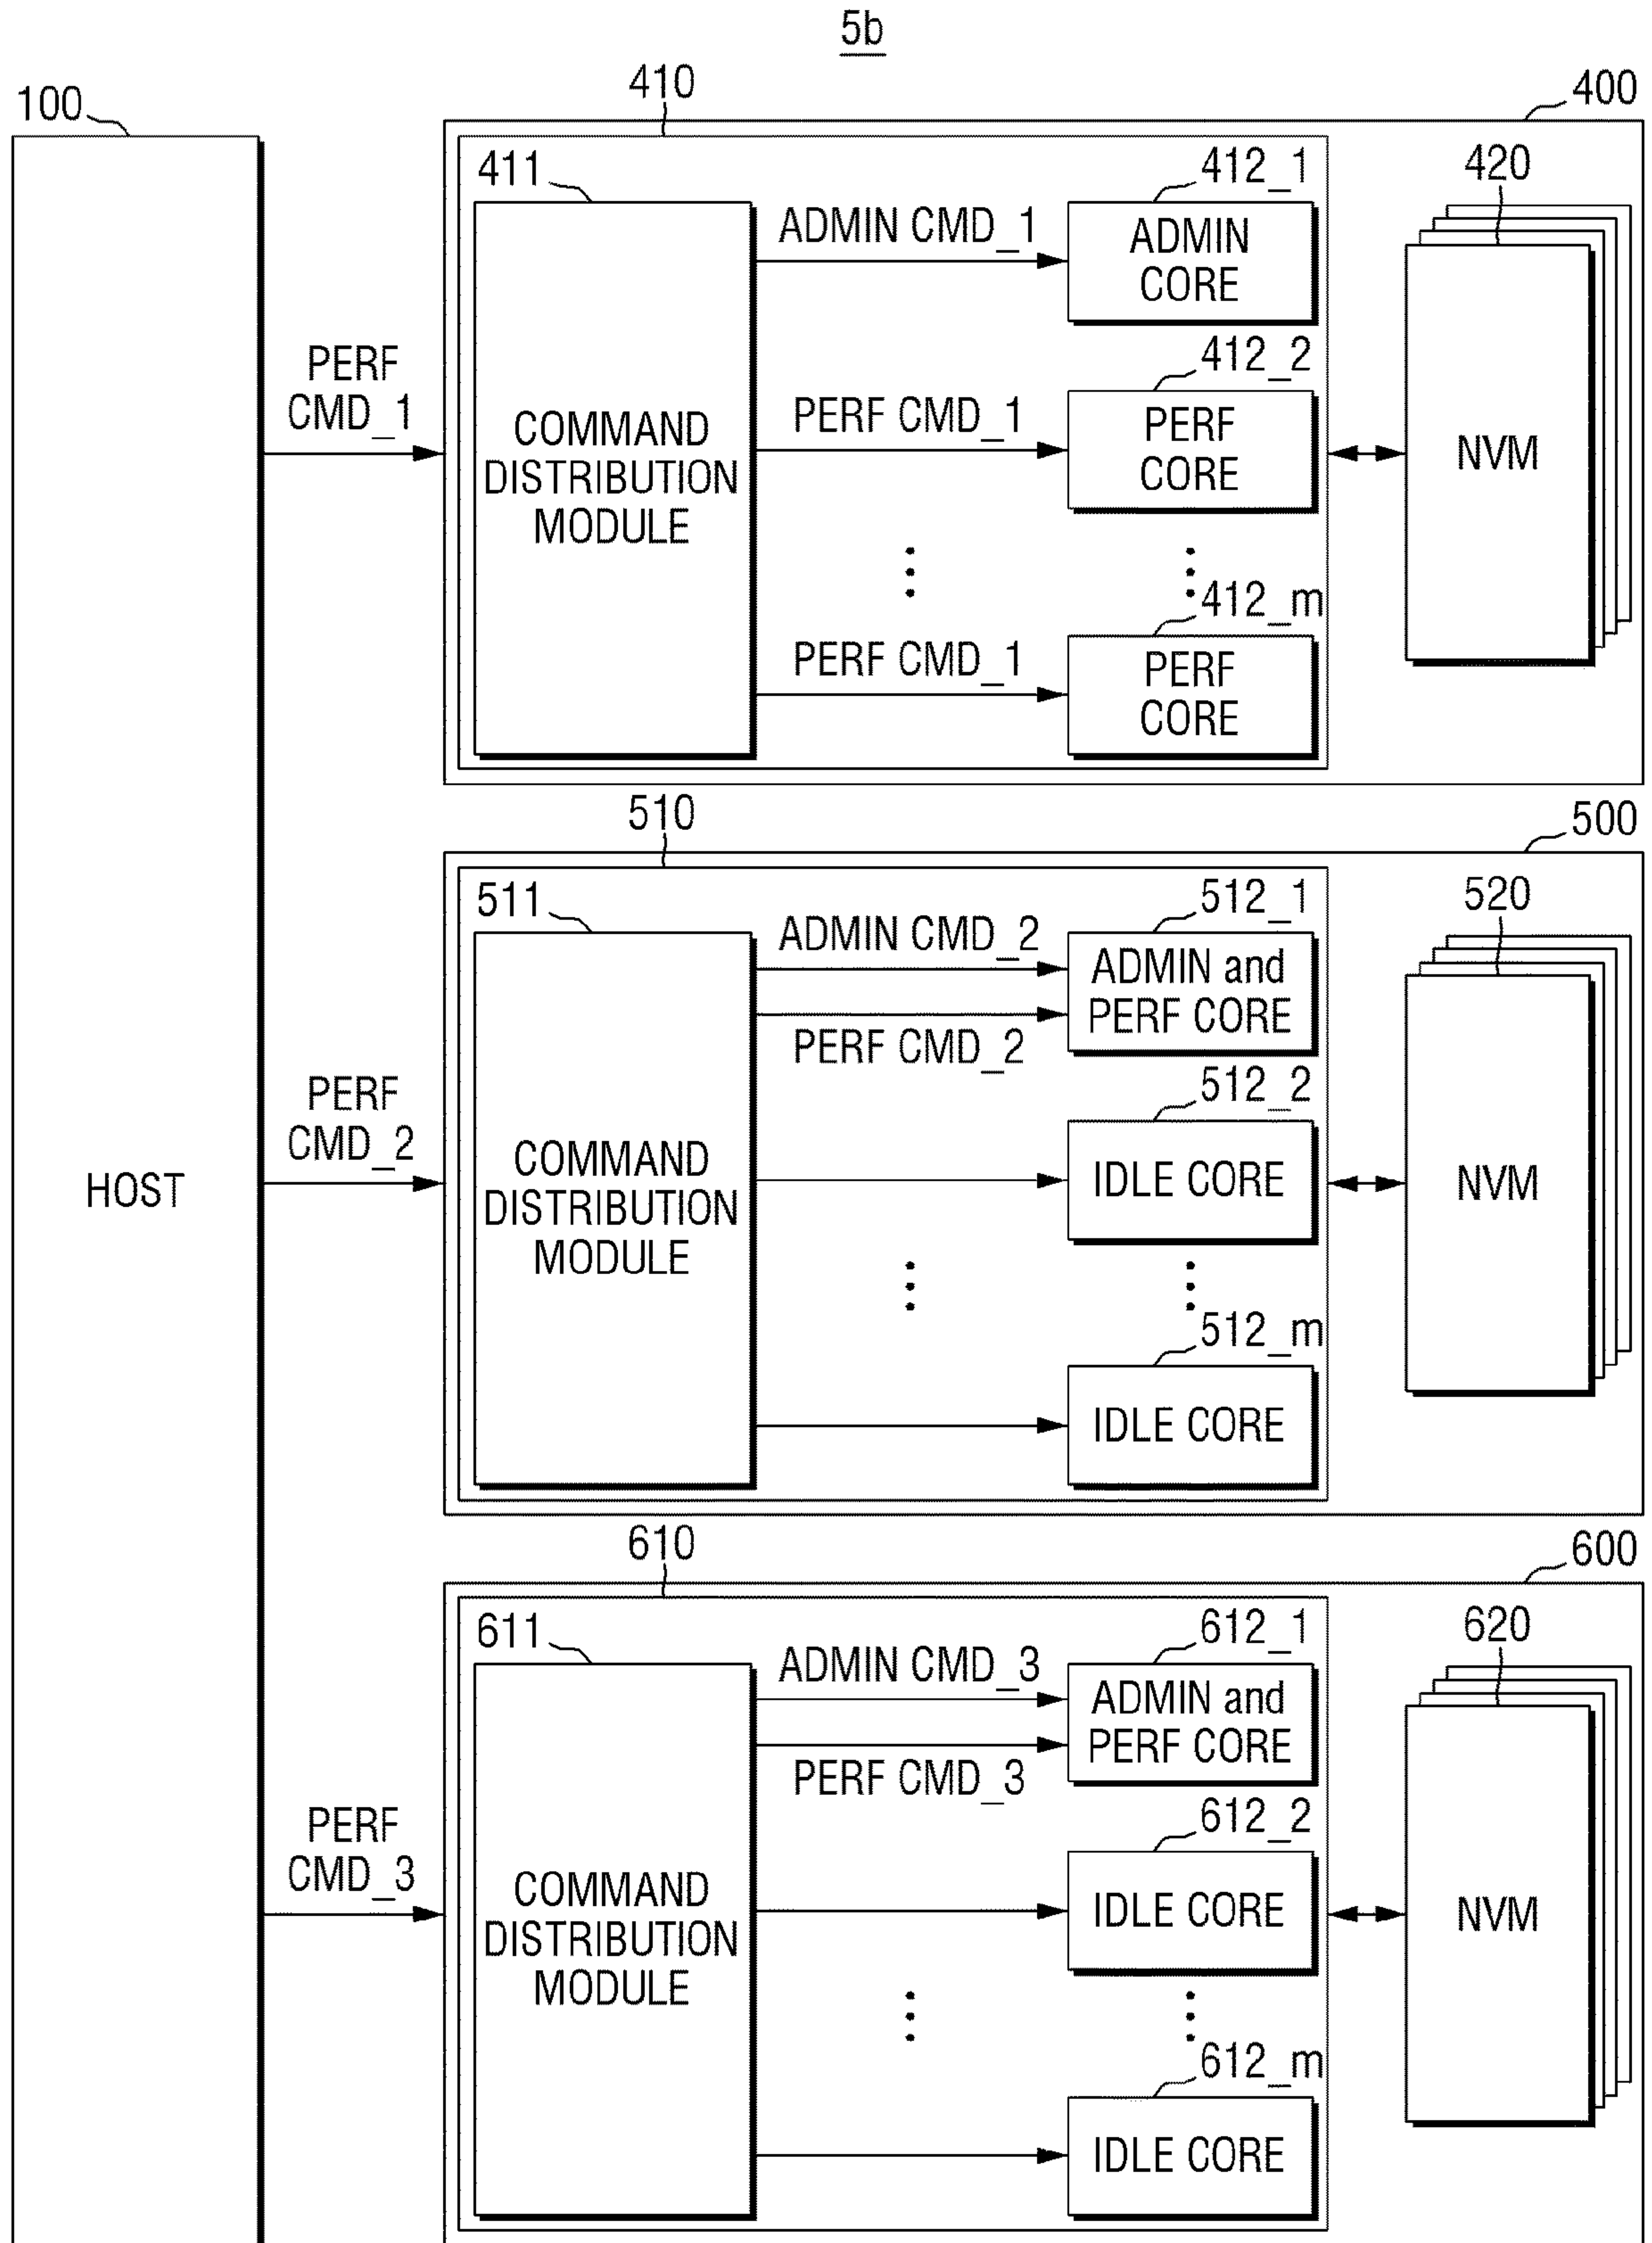 5b
100
410
400
411
412_1
420
ADMIN CMD_1
ADMIN
CORE
412_2
PERF
CMD_1
PERF CMD_1
PERF
CORE
COMMAND
DISTRIBUTION
MODULE
NVM
412_m
PERF CMD_1
PERF
CORE
510
500
511
512_1
520
ADMIN CMD_2
ADMIN and
PERF CORE
PERF CMD_2
512_2
PERF
CMD_2
COMMAND
DISTRIBUTION
MODULE
IDLE CORE
NVM
HOST
512_m
IDLE CORE
610
600
611
612_1
620
ADMIN CMD_3
ADMIN and
PERF CORE
PERF CMD_3
612_2
PERF
CMD_3
COMMAND
DISTRIBUTION
MODULE
IDLE CORE
NVM
612_m
IDLE CORE